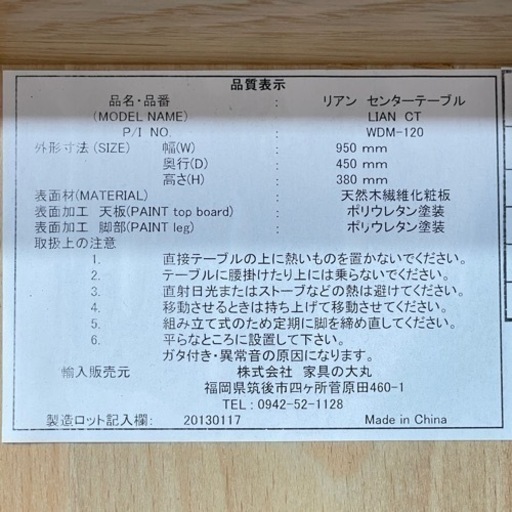 品質表示
品名・品番 : リアン センターテーブル
(MODEL NAME) LIAN CT
P/I NO. : WDM-120
外形寸法 (SIZE) 幅(W) : 950 mm
奥行(D) : 450 mm
高さ(H) : 380 mm
表面材(MATERIAL) : 天然木繊維化粧板
表面加工 天板(PAINT top board) : ポリウレタン塗装
表面加工 脚部(PAINT leg) : ポリウレタン塗装
取扱上の注意
1. 直接テーブルの上に熱いものを置かないでください。
2. テーブルに腰掛けたり上には乗らないでください。
3. 直射日光またはストーブなどの熱は避けてください。
4. 移動させるときは持ち上げて移動させてください。
5. 組み立て式のため定期に脚を締め直してください。
6. 平らなところに設置して下さい。
ガタ付き・異常音の原因になります。
輸入販売元 株式会社 家具の大丸
福岡県筑後市四ヶ所菅原田460-1
TEL : 0942-52-1128
製造ロット記入欄: 20130117 Made in China